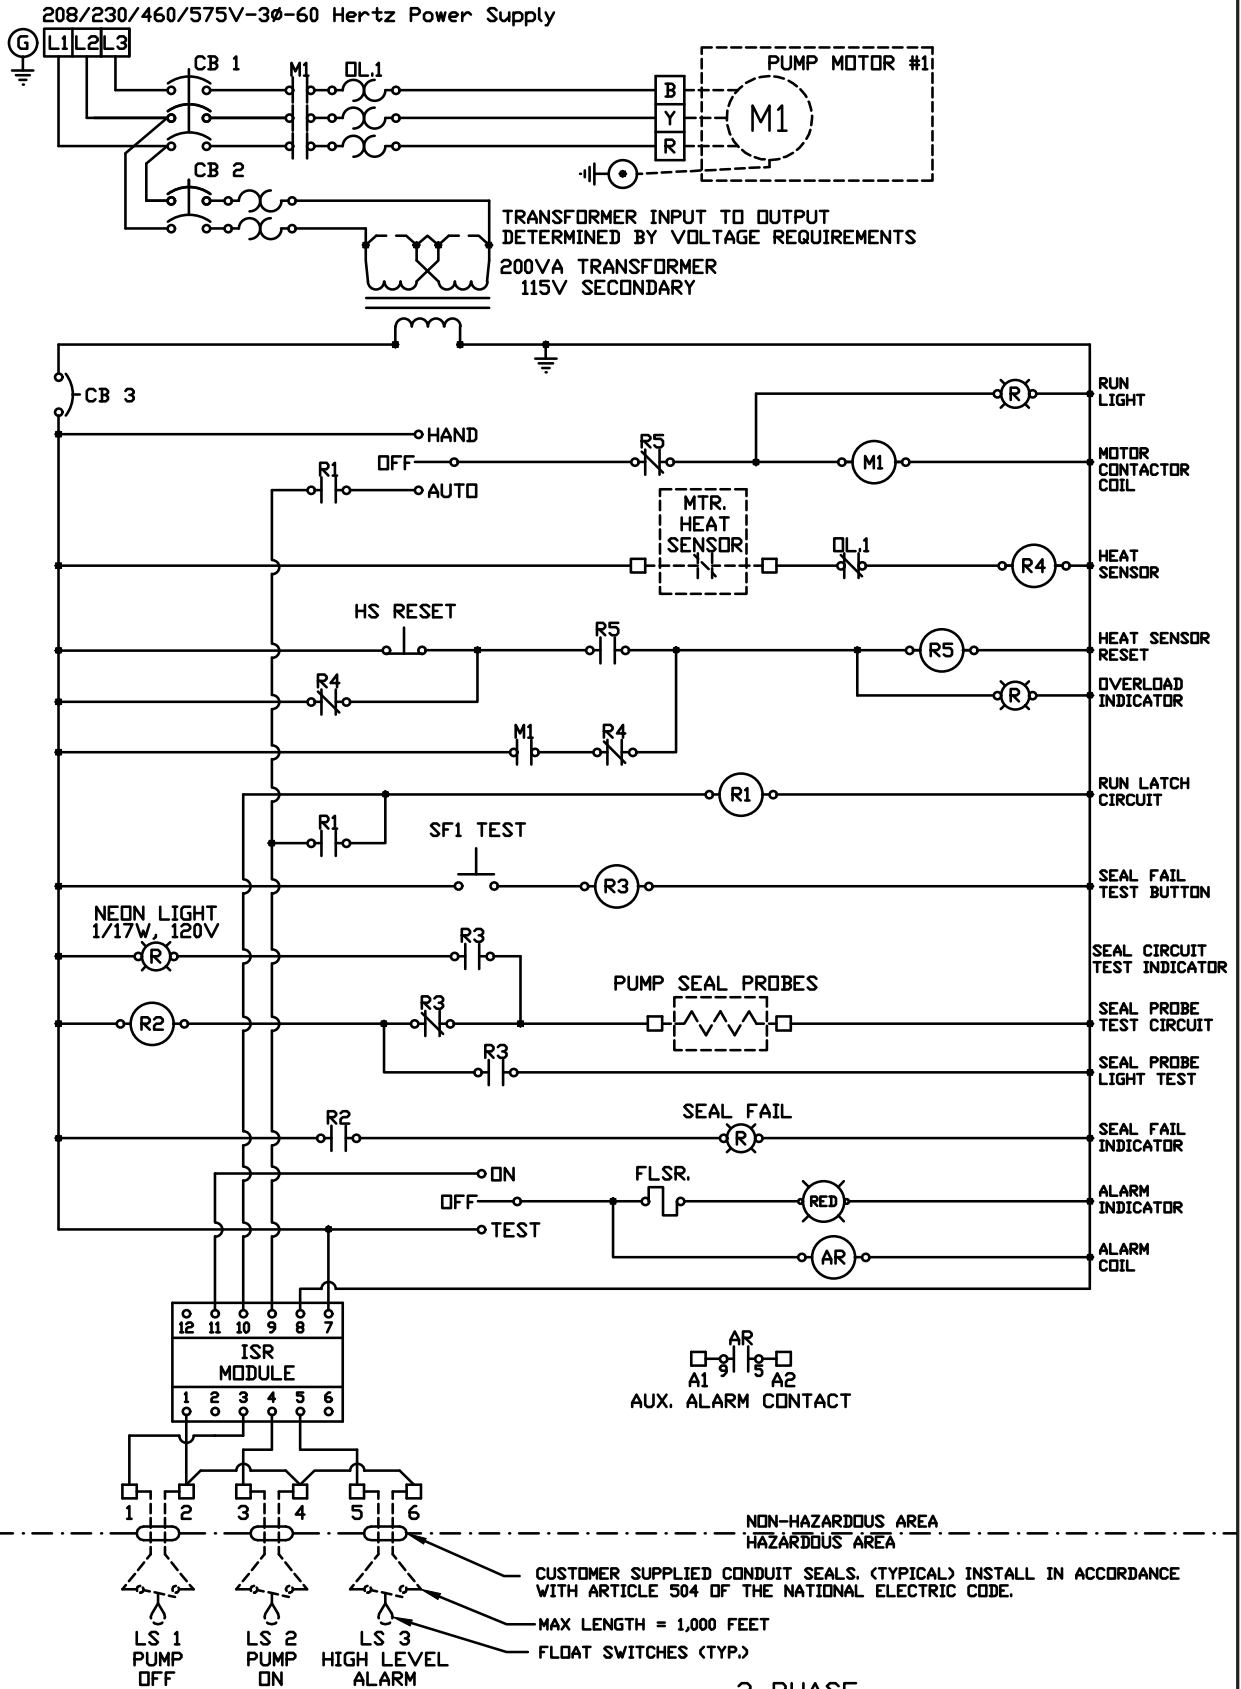 208/230/460/575V-3ø-60 Hertz Power Supply
G L1 L2 L3
CB 1
M1
OL.1
PUMP MOTOR #1
B
Y
R
M1
CB 2
TRANSFORMER INPUT TO OUTPUT
DETERMINED BY VOLTAGE REQUIREMENTS
200VA TRANSFORMER
115V SECONDARY
CB 3
R
RUN
LIGHT
HAND
OFF
AUTO
R1
R5
M1
MOTOR
CONTACTOR
COIL
MTR.
HEAT
SENSOR
OL.1
R4
HEAT
SENSOR
HS RESET
R5
R5
HEAT SENSOR
RESET
R4
R
OVERLOAD
INDICATOR
M1
R4
R1
RUN LATCH
CIRCUIT
R1
SF1 TEST
R3
SEAL FAIL
TEST BUTTON
NEON LIGHT
1/17W, 120V
R
R3
SEAL CIRCUIT
TEST INDICATOR
PUMP SEAL PROBES
R2
R3
SEAL PROBE
TEST CIRCUIT
R3
SEAL PROBE
LIGHT TEST
R2
SEAL FAIL
R
SEAL FAIL
INDICATOR
ON
OFF
TEST
FLSR.
RED
ALARM
INDICATOR
AR
ALARM
COIL
12 11 10 9 8 7
ISR
MODULE
1 2 3 4 5 6
AR
9 5
A1 A2
AUX. ALARM CONTACT
1 2 3 4 5 6
NON-HAZARDOUS AREA
HAZARDOUS AREA
CUSTOMER SUPPLIED CONDUIT SEALS. (TYPICAL) INSTALL IN ACCORDANCE
WITH ARTICLE 504 OF THE NATIONAL ELECTRIC CODE.
MAX LENGTH = 1,000 FEET
FLOAT SWITCHES (TYP.)
LS 1
PUMP
OFF
LS 2
PUMP
ON
LS 3
HIGH LEVEL
ALARM
PHASE